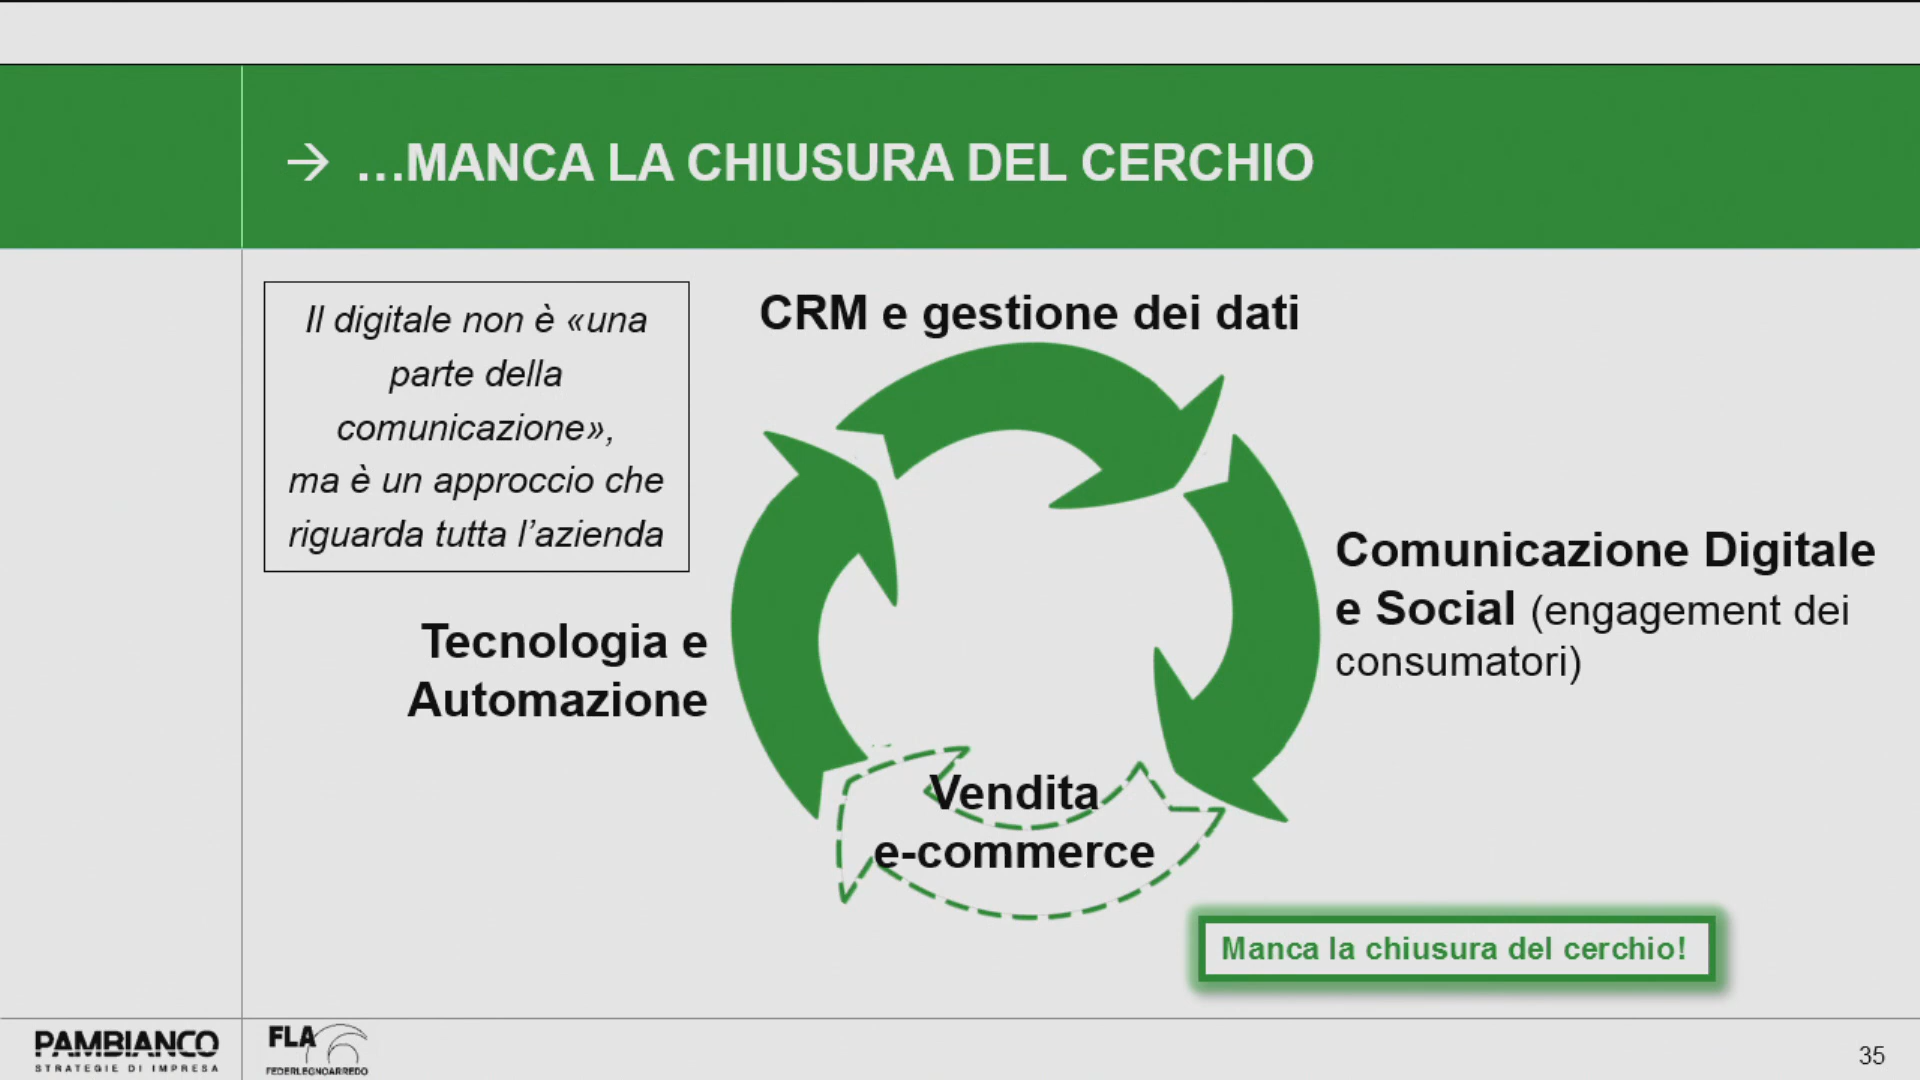 → ...MANCA LA CHIUSURA DEL CERCHIO
Il digitale non è «una
parte della
comunicazione»,
ma è un approccio che
riguarda tutta l'azienda
CRM e gestione dei dati
Comunicazione Digitale
e Social (engagement dei
consumatori)
Tecnologia e
Automazione
Vendita
e-commerce
Manca la chiusura del cerchio!
PAMBIANCO
STRATEGIE DI IMPRESA
FLA
FEDERLEGNOARREDO
35